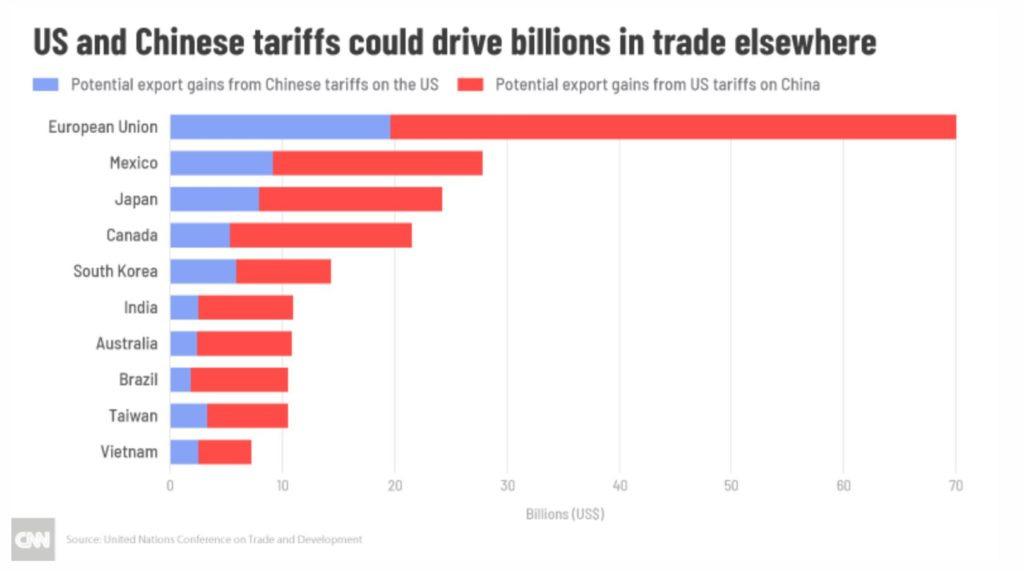 US and Chinese tariffs could drive billions in trade elsewhere
Potential export gains from Chinese tariffs on the US Potential export gains from US tariffs on China
European Union
Mexico
Japan
Canada
South Korea
India
Australia
Brazil
Taiwan
Vietnam
0 10 20 30 40 50 60 70
Billions (US$)
CNN Source: United Nations Conference on Trade and Development